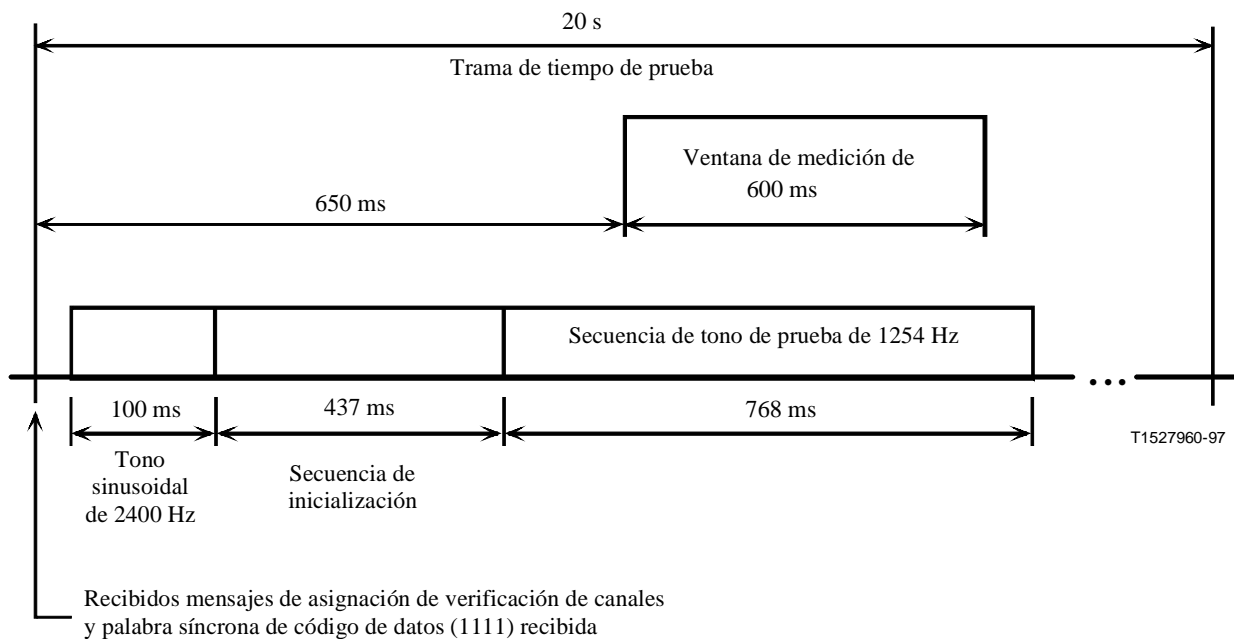 20 s
Trama de tiempo de prueba
Ventana de medición de
600 ms
650 ms
Secuencia de tono de prueba de 1254 Hz
...
100 ms
437 ms
768 ms
T1527960-97
Tono
sinusoidal
de 2400 Hz
Secuencia de
inicialización
Recibidos mensajes de asignación de verificación de canales
y palabra síncrona de código de datos (1111) recibida